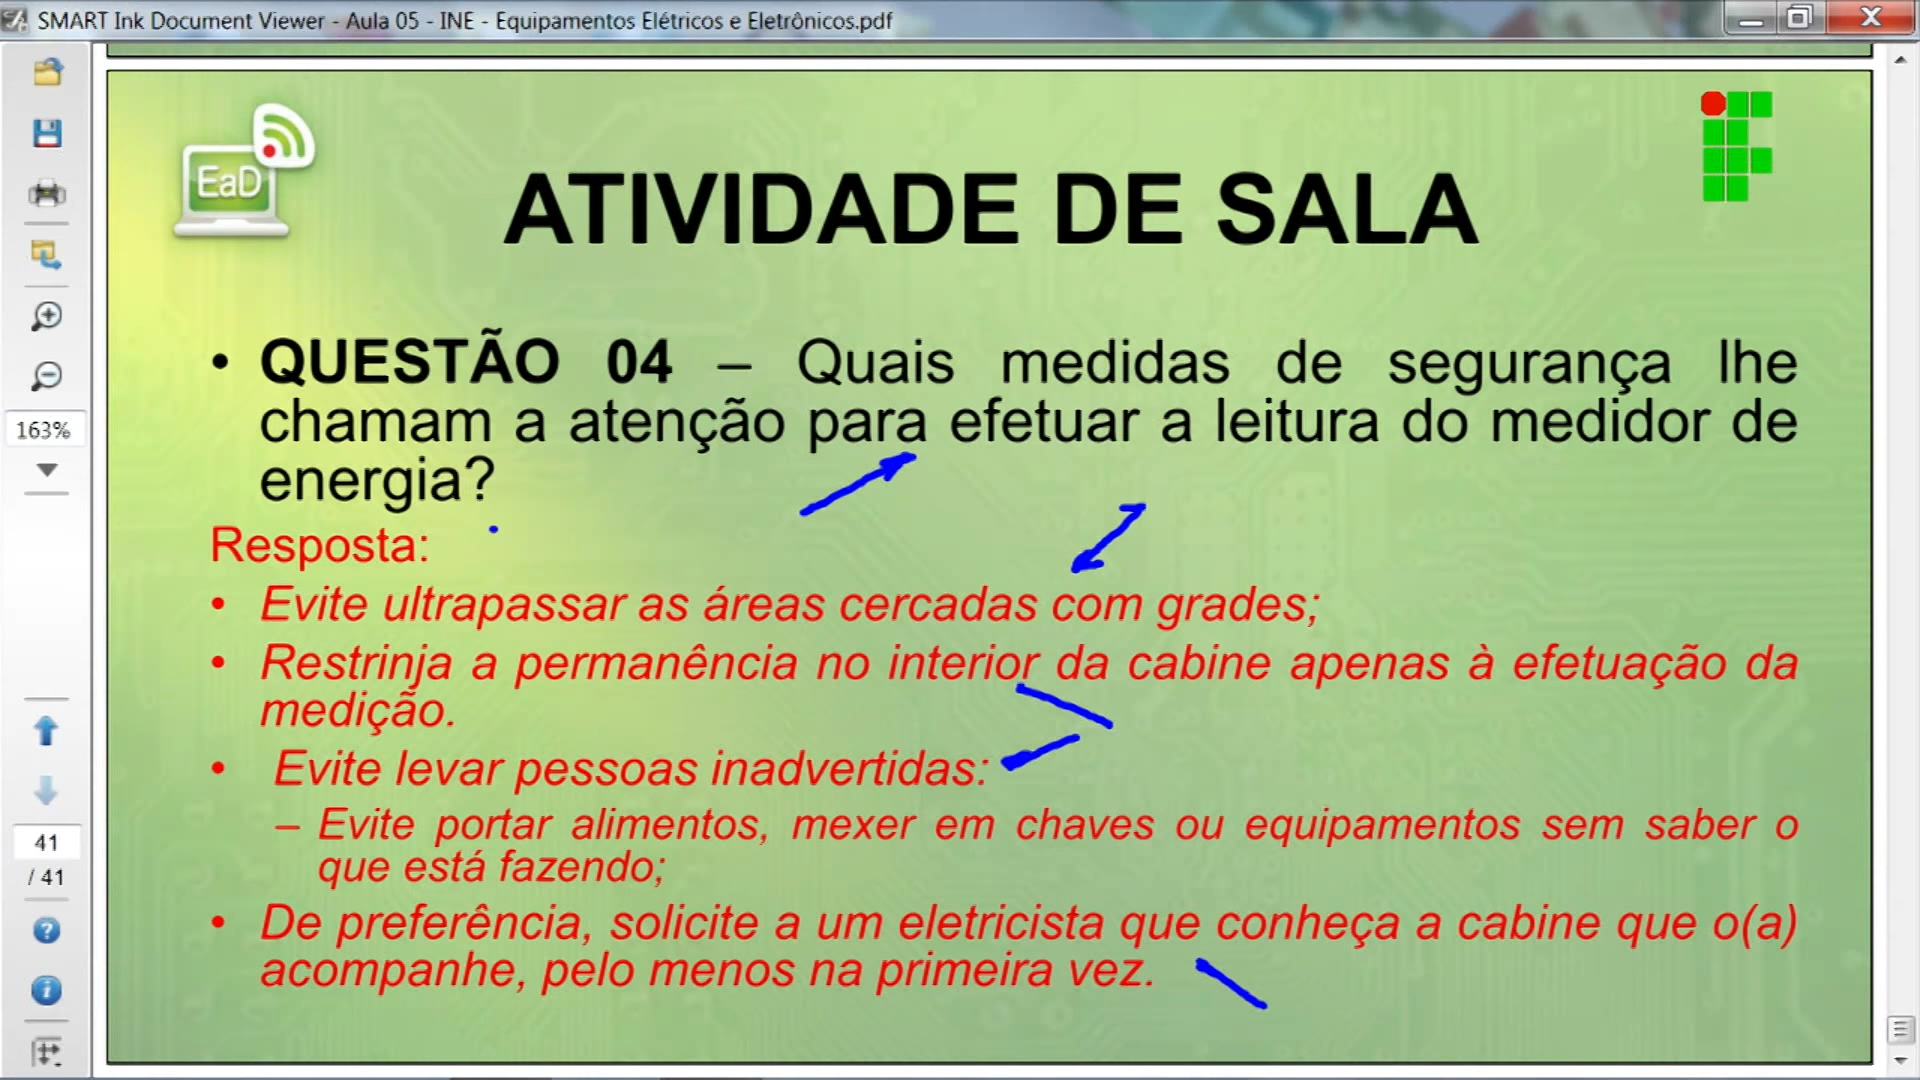 SMART Ink Document Viewer - Aula 05 - INE - Equipamentos Elétricos e Eletrônicos.pdf
EaD
ATIVIDADE DE SALA
• QUESTÃO 04 – Quais medidas de segurança lhe
chamam a atenção para efetuar a leitura do medidor de
energia?
Resposta:
• Evite ultrapassar as áreas cercadas com grades;
• Restrinja a permanência no interior da cabine apenas à efetuação da
medição.
• Evite levar pessoas inadvertidas:
– Evite portar alimentos, mexer em chaves ou equipamentos sem saber o
que está fazendo;
• De preferência, solicite a um eletricista que conheça a cabine que o(a)
acompanhe, pelo menos na primeira vez.
163%
41
/ 41